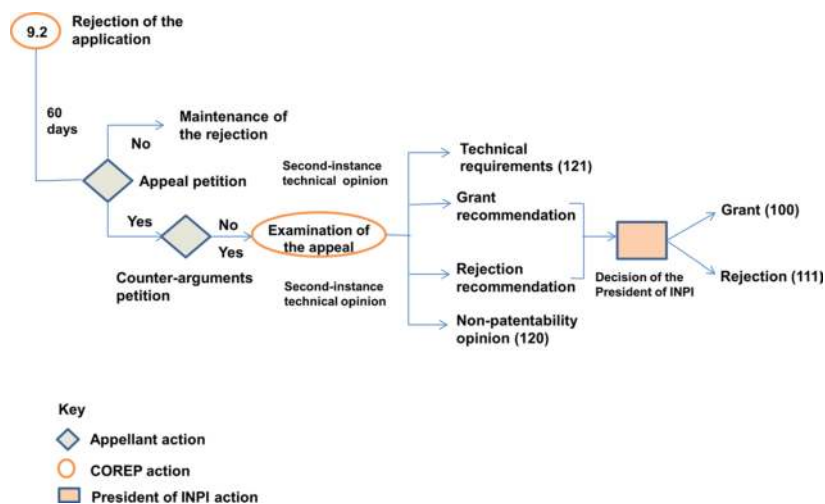 9.2
Rejection of the
application
60
days
No
Maintenance of
the rejection
Appeal petition
Yes
No
Yes
Counter-arguments
petition
Second-instance
technical opinion
Examination of
the appeal
Second-instance
technical opinion
Technical
requirements (121)
Grant
recommendation
Rejection
recommendation
Non-patentability
opinion (120)
Decision of the
President of INPI
Grant (100)
Rejection (111)
Key
Appellant action
COREP action
President of INPI action